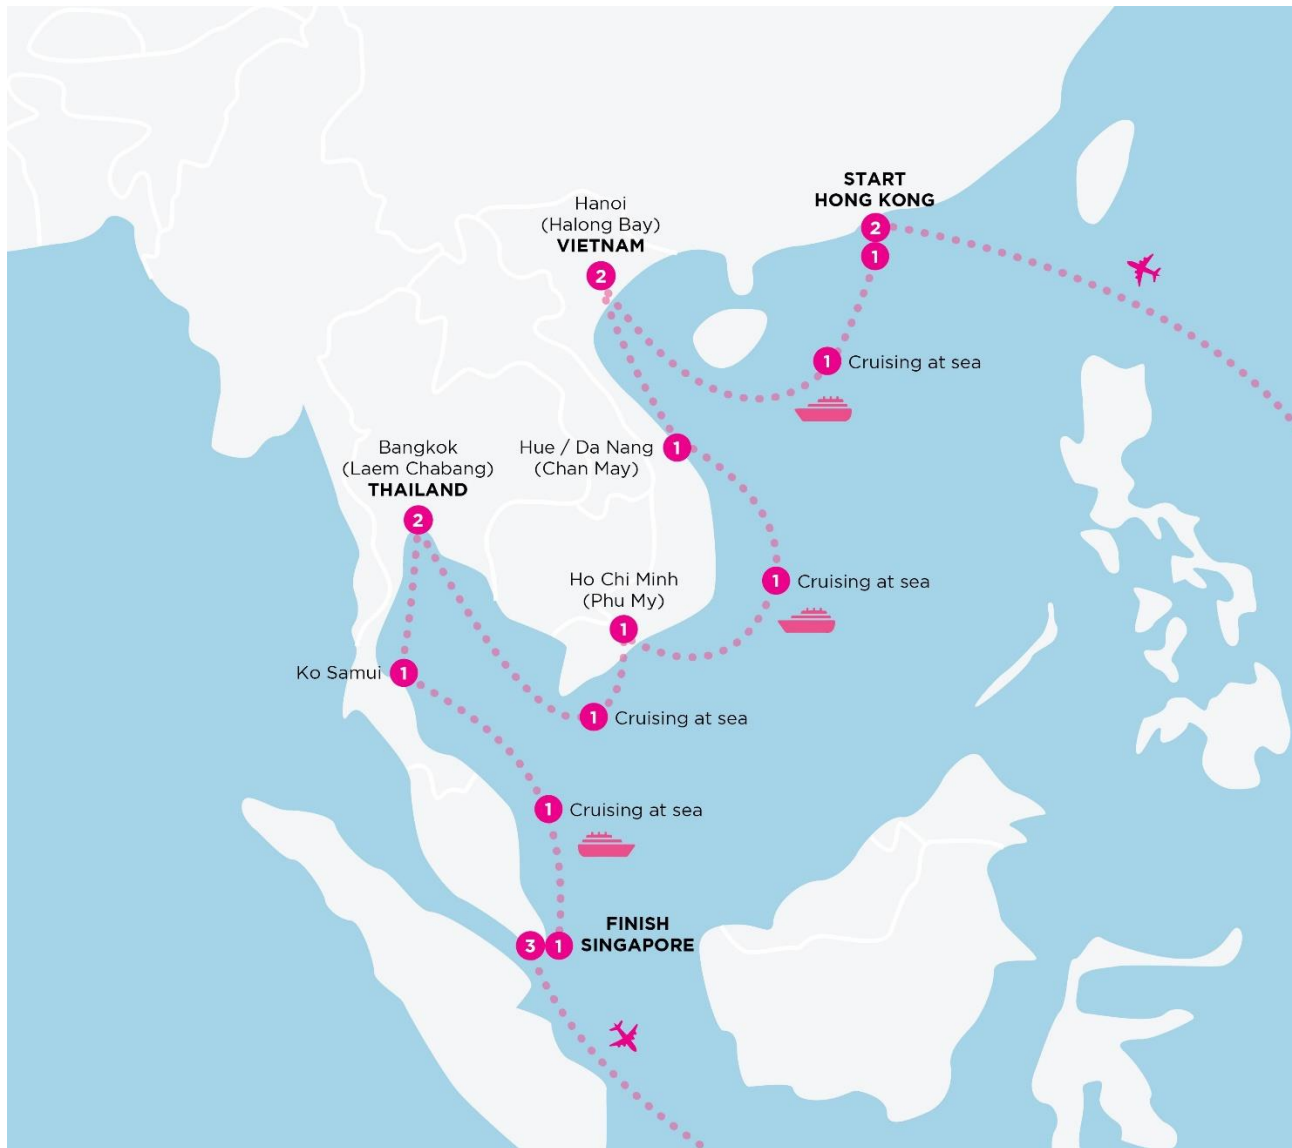 START
HONG KONG
2
1
Hanoi
(Halong Bay)
VIETNAM
2
1 Cruising at sea
Hue / Da Nang
(Chan May)
1
Bangkok
(Laem Chabang)
THAILAND
2
1 Cruising at sea
Ho Chi Minh
(Phu My)
1
Ko Samui 1
1 Cruising at sea
1 Cruising at sea
FINISH
SINGAPORE
3 1